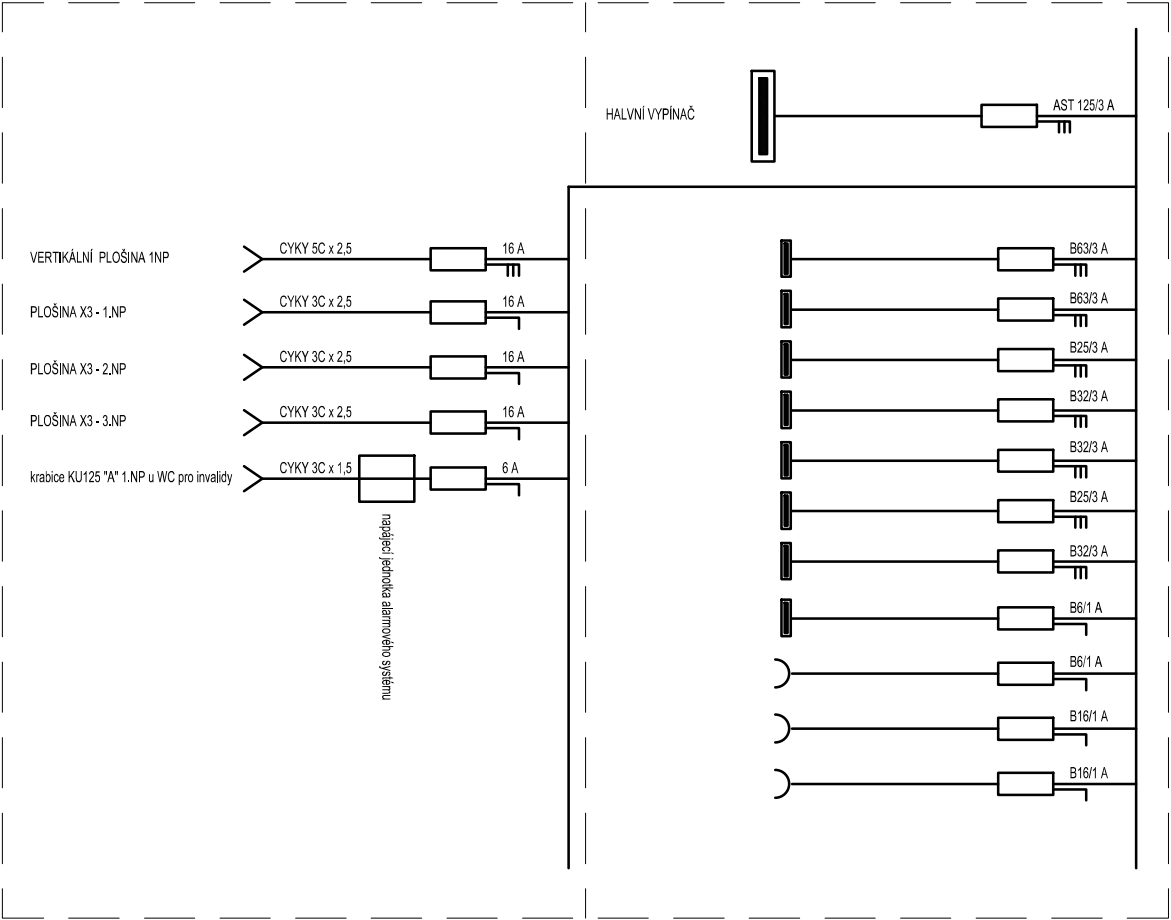 HALVNÍ VYPÍNAČ
AST 125/3 A
VERTIKÁLNÍ PLOŠINA 1NP
CYKY 5C x 2,5
16 A
PLOŠINA X3 - 1.NP
CYKY 3C x 2,5
16 A
PLOŠINA X3 - 2.NP
CYKY 3C x 2,5
16 A
PLOŠINA X3 - 3.NP
CYKY 3C x 2,5
16 A
krabice KU125 "A" 1.NP u WC pro invalidy
CYKY 3C x 1,5
6 A
napájecí jednotka alarmového systému
B63/3 A
B63/3 A
B25/3 A
B32/3 A
B32/3 A
B25/3 A
B32/3 A
B6/1 A
B6/1 A
B16/1 A
B16/1 A